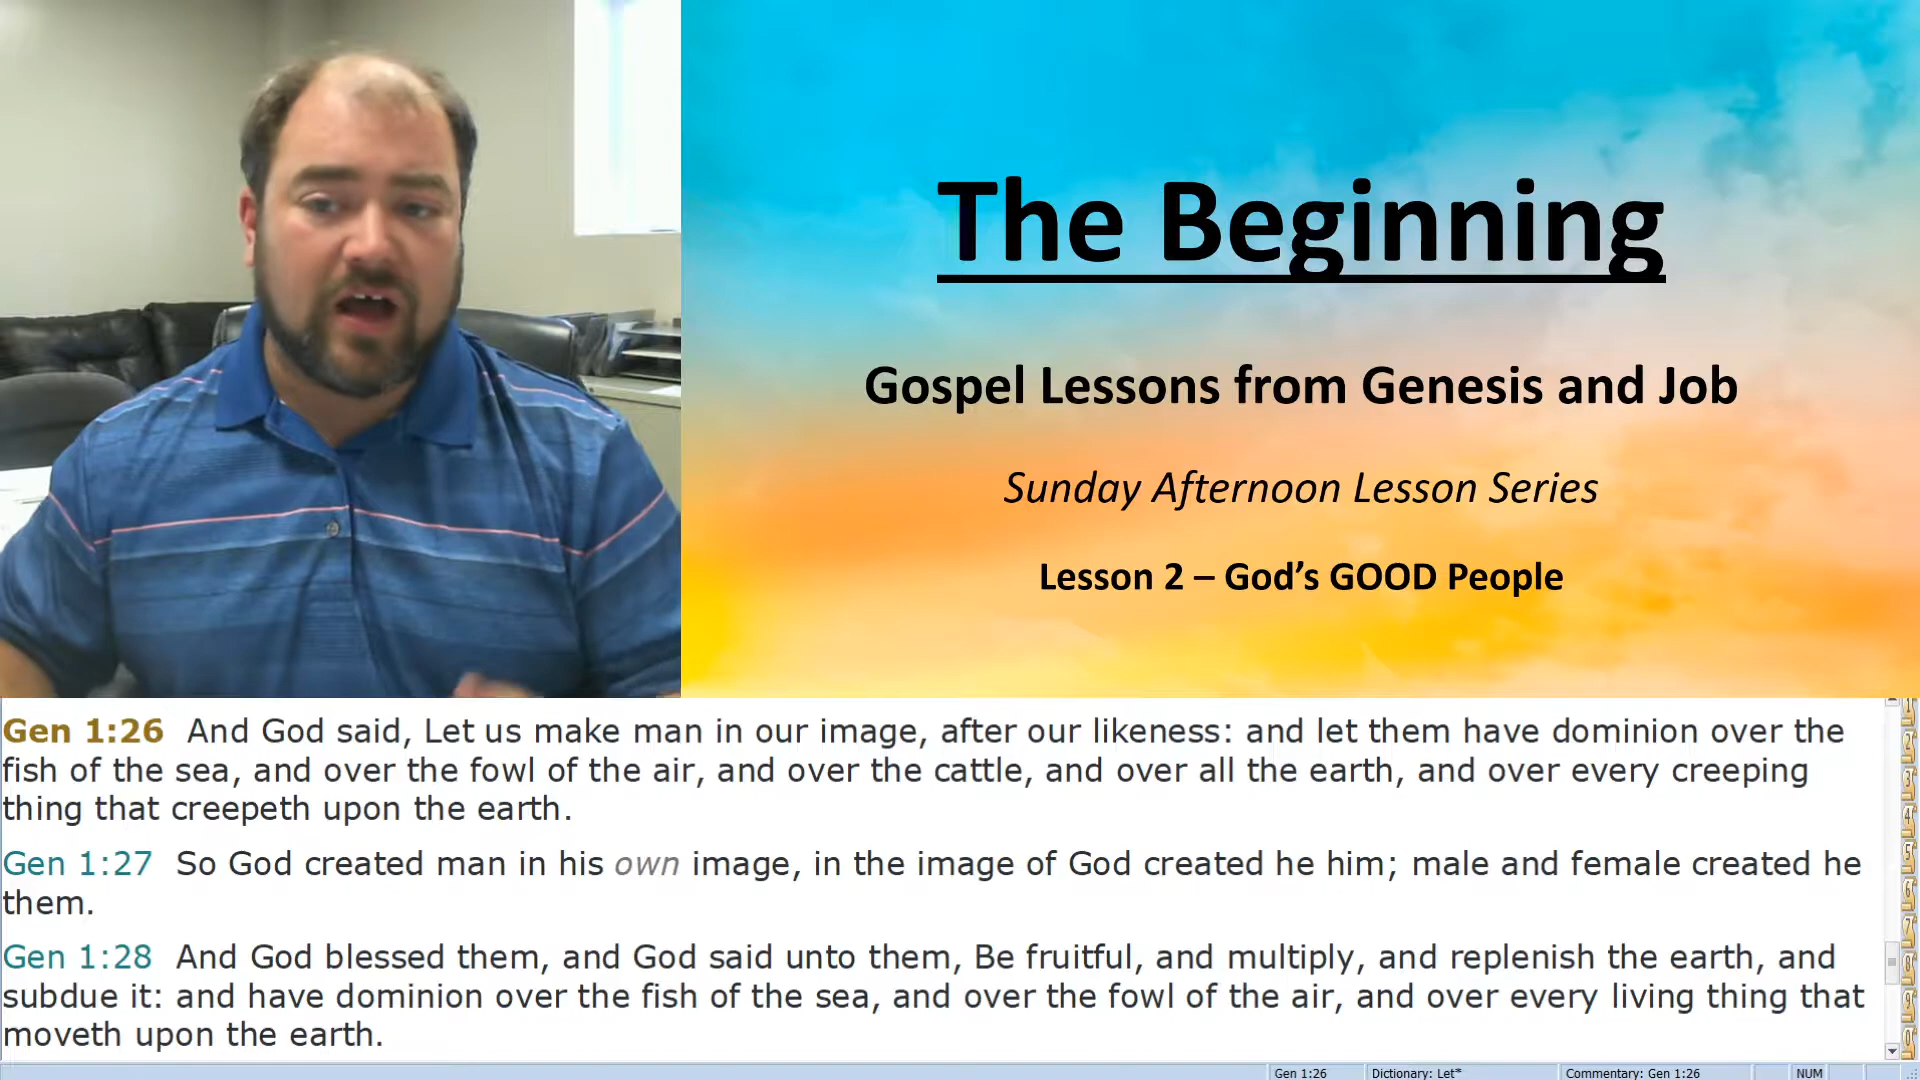 The Beginning
Gospel Lessons from Genesis and Job
Sunday Afternoon Lesson Series
Lesson 2 – God's GOOD People
Gen 1:26 And God said, Let us make man in our image, after our likeness: and let them have dominion over the
fish of the sea, and over the fowl of the air, and over the cattle, and over all the earth, and over every creeping
thing that creepeth upon the earth.
Gen 1:27 So God created man in his own image, in the image of God created he him; male and female created he
them.
Gen 1:28 And God blessed them, and God said unto them, Be fruitful, and multiply, and replenish the earth, and
subdue it: and have dominion over the fish of the sea, and over the fowl of the air, and over every living thing that
moveth upon the earth.
Gen 1:26 Dictionary: Let* Commentary: Gen 1:26 NUM